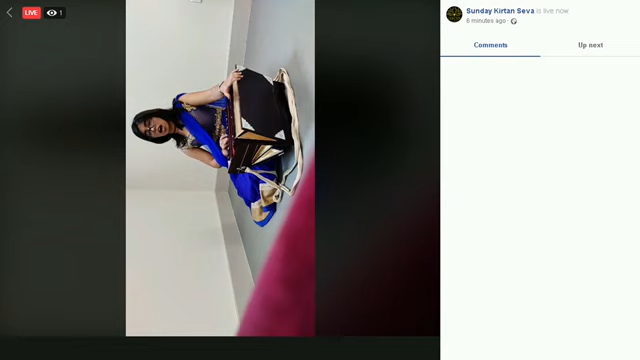 LIVE
1
Sunday Kirtan Seva is live now.
6 minutes ago ·
Comments
Up next